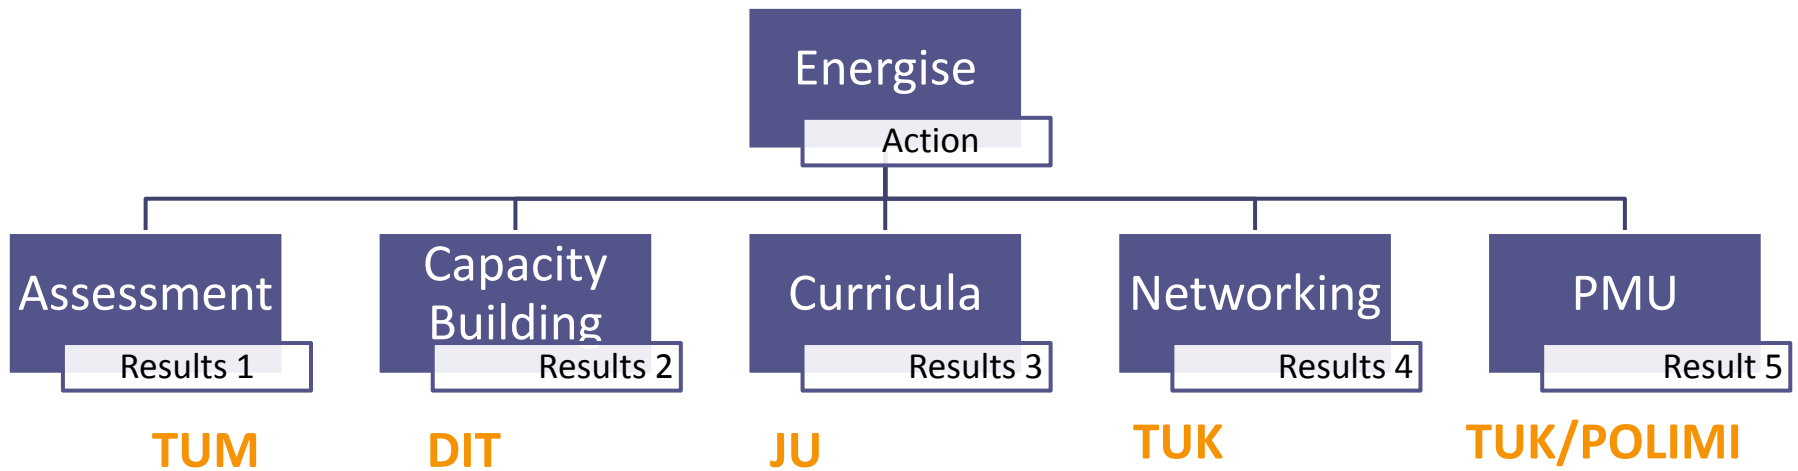 Energise
Action
Assessment
Results 1
Capacity
Building
Results 2
Curricula
Results 3
Networking
Results 4
PMU
Result 5
TUM
DIT
JU
TUK
TUK/POLIMI